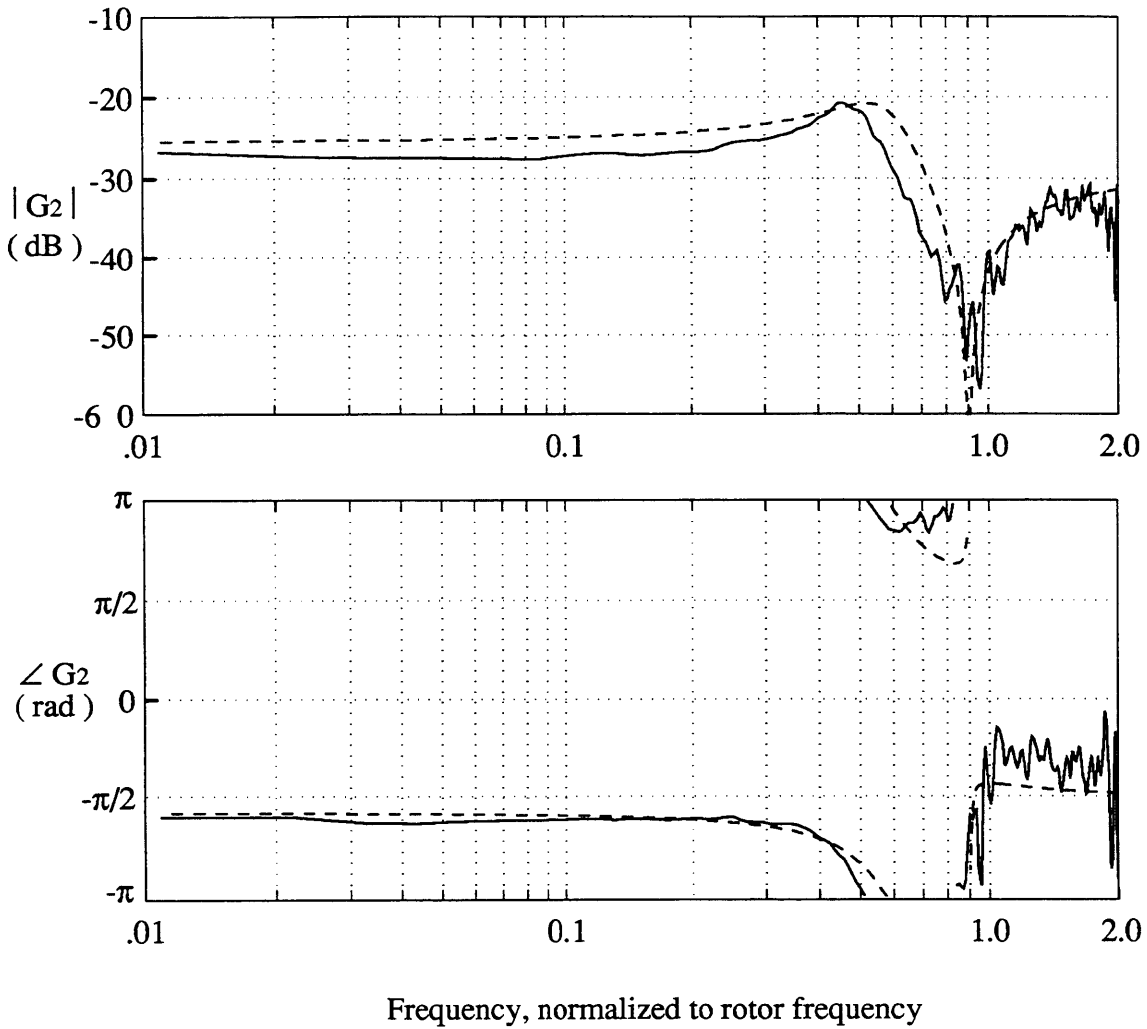 -10
-20
-30
| G2 |
( dB )
-40
-50
-6 0
.01
0.1
1.0
2.0
π
π/2
∠ G2
( rad )
0
-π/2
-π
.01
0.1
1.0
2.0
Frequency, normalized to rotor frequency